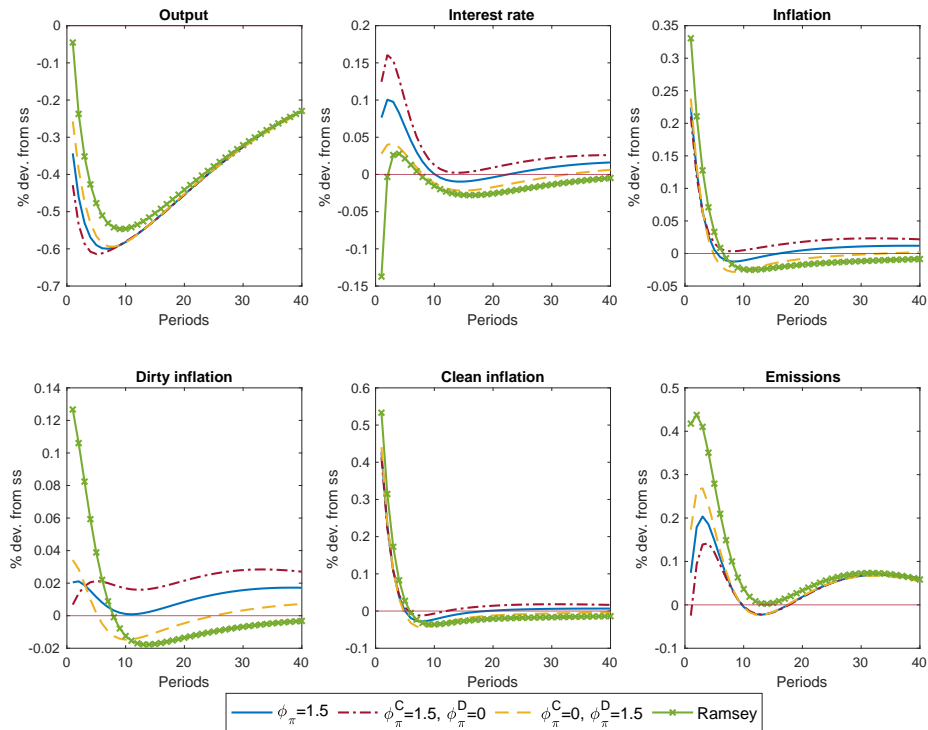 Output
% dev. from ss
0
-0.1
-0.2
-0.3
-0.4
-0.5
-0.6
-0.7
0 10 20 30 40
Periods
Interest rate
% dev. from ss
0.2
0.15
0.1
0.05
0
-0.05
-0.1
-0.15
0 10 20 30 40
Periods
Inflation
% dev. from ss
0.35
0.3
0.25
0.2
0.15
0.1
0.05
0
-0.05
0 10 20 30 40
Periods
Dirty inflation
% dev. from ss
0.14
0.12
0.1
0.08
0.06
0.04
0.02
0
-0.02
0 10 20 30 40
Periods
Clean inflation
% dev. from ss
0.6
0.5
0.4
0.3
0.2
0.1
0
-0.1
0 10 20 30 40
Periods
Emissions
% dev. from ss
0.5
0.4
0.3
0.2
0.1
0
-0.1
0 10 20 30 40
Periods
ϕ_π=1.5 ϕ_π^C=1.5, ϕ_π^D=0 ϕ_π^C=0, ϕ_π^D=1.5 Ramsey